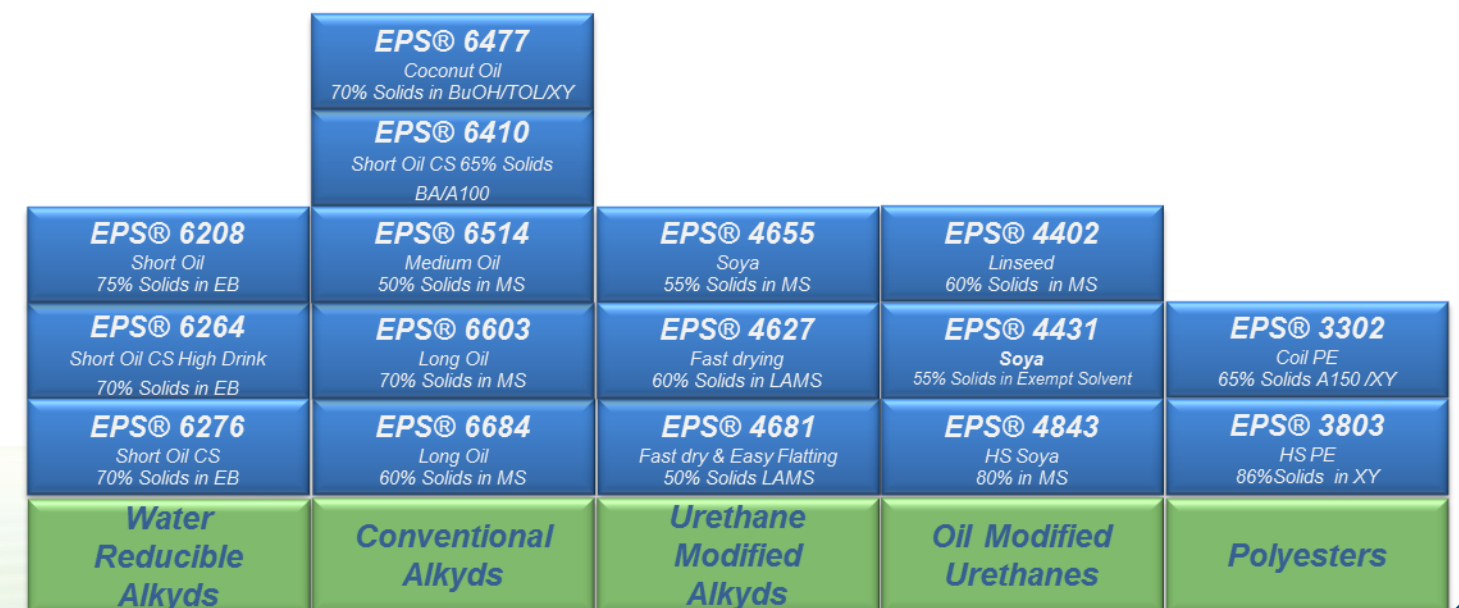 EPS® 6477
Coconut Oil
70% Solids in BuOH/TOL/XY
EPS® 6410
Short Oil CS 65% Solids
BA/A100
EPS® 6208
Short Oil
75% Solids in EB
EPS® 6514
Medium Oil
50% Solids in MS
EPS® 4655
Soya
55% Solids in MS
EPS® 4402
Linseed
60% Solids in MS
EPS® 6264
Short Oil CS High Drink
70% Solids in EB
EPS® 6603
Long Oil
70% Solids in MS
EPS® 4627
Fast drying
60% Solids in LAMS
EPS® 4431
Soya
55% Solids in Exempt Solvent
EPS® 3302
Coil PE
65% Solids A150 /XY
EPS® 6276
Short Oil CS
70% Solids in EB
EPS® 6684
Long Oil
60% Solids in MS
EPS® 4681
Fast dry & Easy Flatting
50% Solids LAMS
EPS® 4843
HS Soya
80% in MS
EPS® 3803
HS PE
86%Solids in XY
Water
Reducible
Alkyds
Conventional
Alkyds
Urethane
Modified
Alkyds
Oil Modified
Urethanes
Polyesters